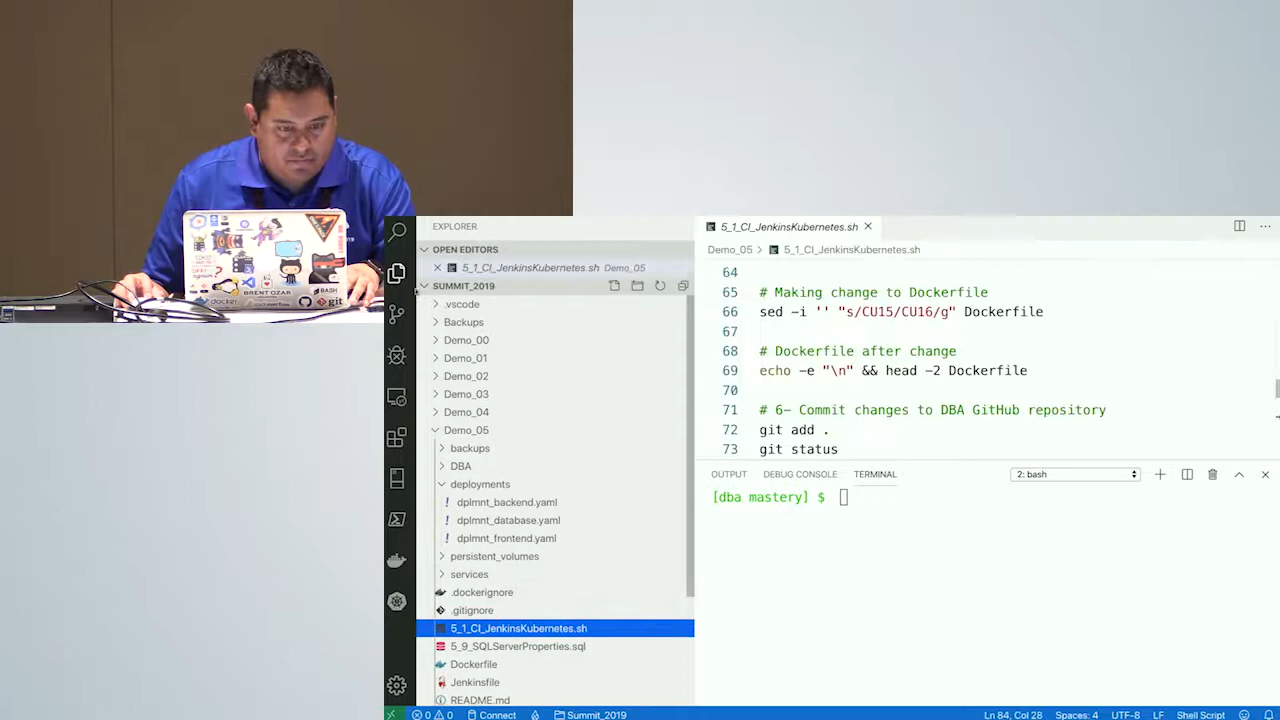 BRENT OZAR
BASH
docker
git
EXPLORER
OPEN EDITORS
5_1_CI_JenkinsKubernetes.sh Demo_05
SUMMIT_2019
.vscode
Backups
Demo_00
Demo_01
Demo_02
Demo_03
Demo_04
Demo_05
backups
DBA
deployments
! dplmnt_backend.yaml
! dplmnt_database.yaml
! dplmnt_frontend.yaml
persistent_volumes
services
.dockerignore
.gitignore
5_1_CI_JenkinsKubernetes.sh
5_9_SQLServerProperties.sql
Dockerfile
Jenkinsfile
README.md
5_1_CI_JenkinsKubernetes.sh
Demo_05 > 5_1_CI_JenkinsKubernetes.sh
64
65 # Making change to Dockerfile
66 sed -i '' "s/CU15/CU16/g" Dockerfile
67
68 # Dockerfile after change
69 echo -e "\n" && head -2 Dockerfile
70
71 # 6- Commit changes to DBA GitHub repository
72 git add .
73 git status
OUTPUT DEBUG CONSOLE TERMINAL 2: bash
[dba mastery] $
0 0 Connect Summit_2019 Ln 84, Col 28 Spaces: 4 UTF-8 LF Shell Script